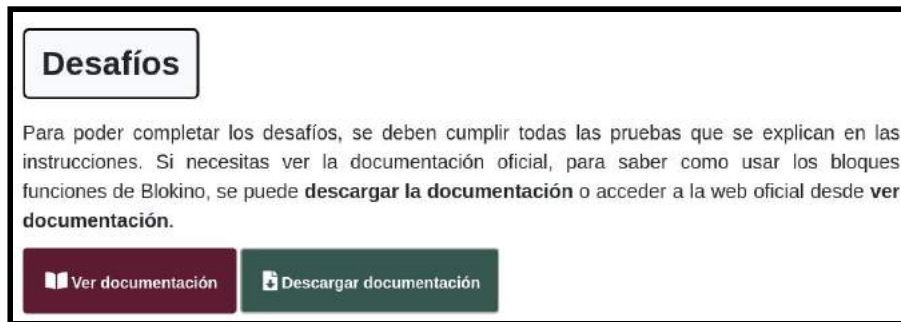 Desafíos
Para poder completar los desafíos, se deben cumplir todas las pruebas que se explican en las
instrucciones. Si necesitas ver la documentación oficial, para saber como usar los bloques
funciones de Blokino, se puede descargar la documentación o acceder a la web oficial desde ver
documentación.
Ver documentación
Descargar documentación